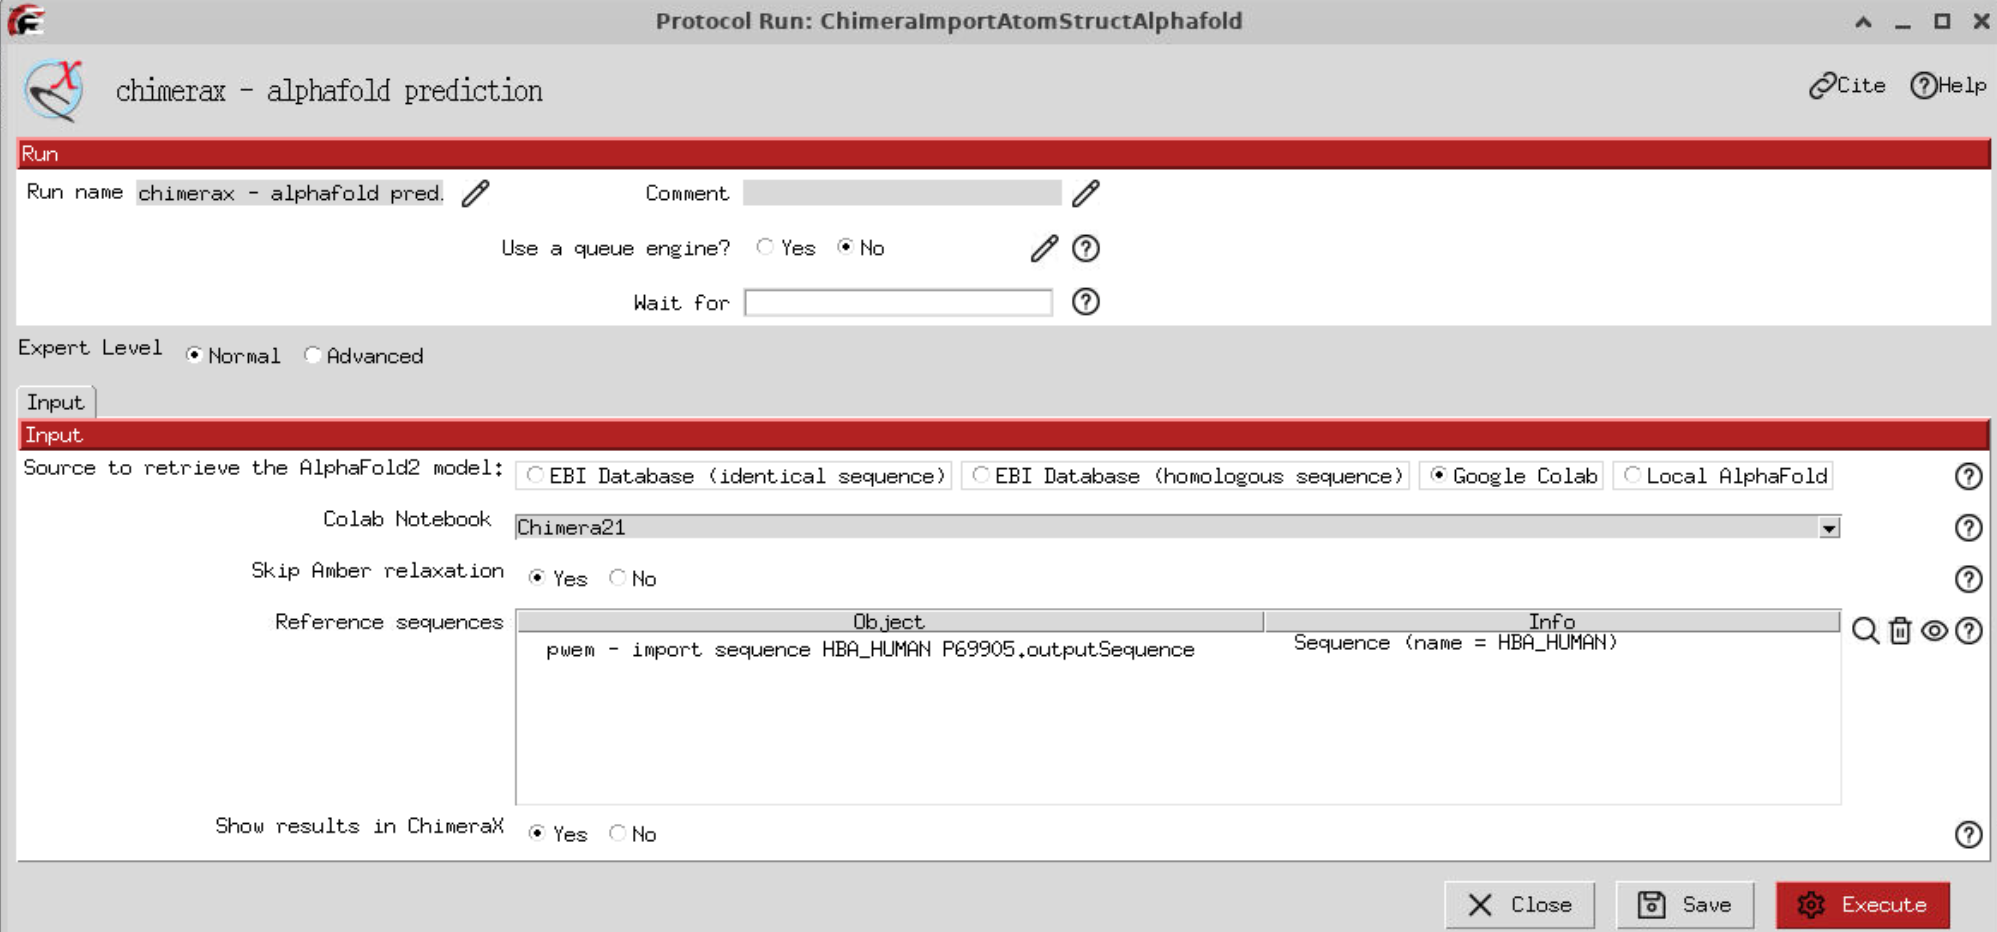 Protocol Run: ChimeraImportAtomStructAlphafold
chimerax - alphafold prediction
Cite Help
Run
Run name chimerax - alphafold pred. Comment
Use a queue engine? Yes No
Wait for
Expert Level Normal Advanced
Input
Input
Source to retrieve the AlphaFold2 model: EBI Database (identical sequence) EBI Database (homologous sequence) Google Colab Local AlphaFold
Colab Notebook Chimera21
Skip Amber relaxation Yes No
Reference sequences Object Info
pwem - import sequence HBA_HUMAN P69905.outputSequence Sequence (name = HBA_HUMAN)
Show results in ChimeraX Yes No
Close Save Execute